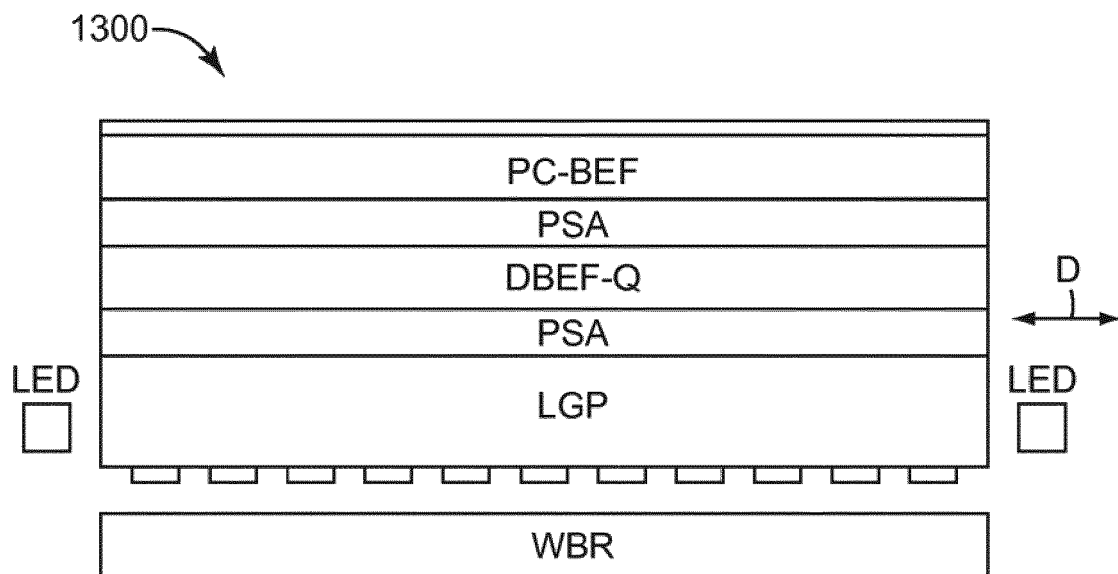 1300
PC-BEF
PSA
DBEF-Q
D
PSA
LED
LED
LGP
WBR